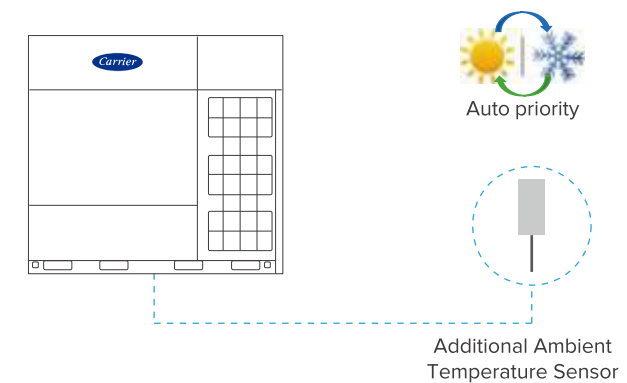 Carrier
Auto priority
Additional Ambient
Temperature Sensor